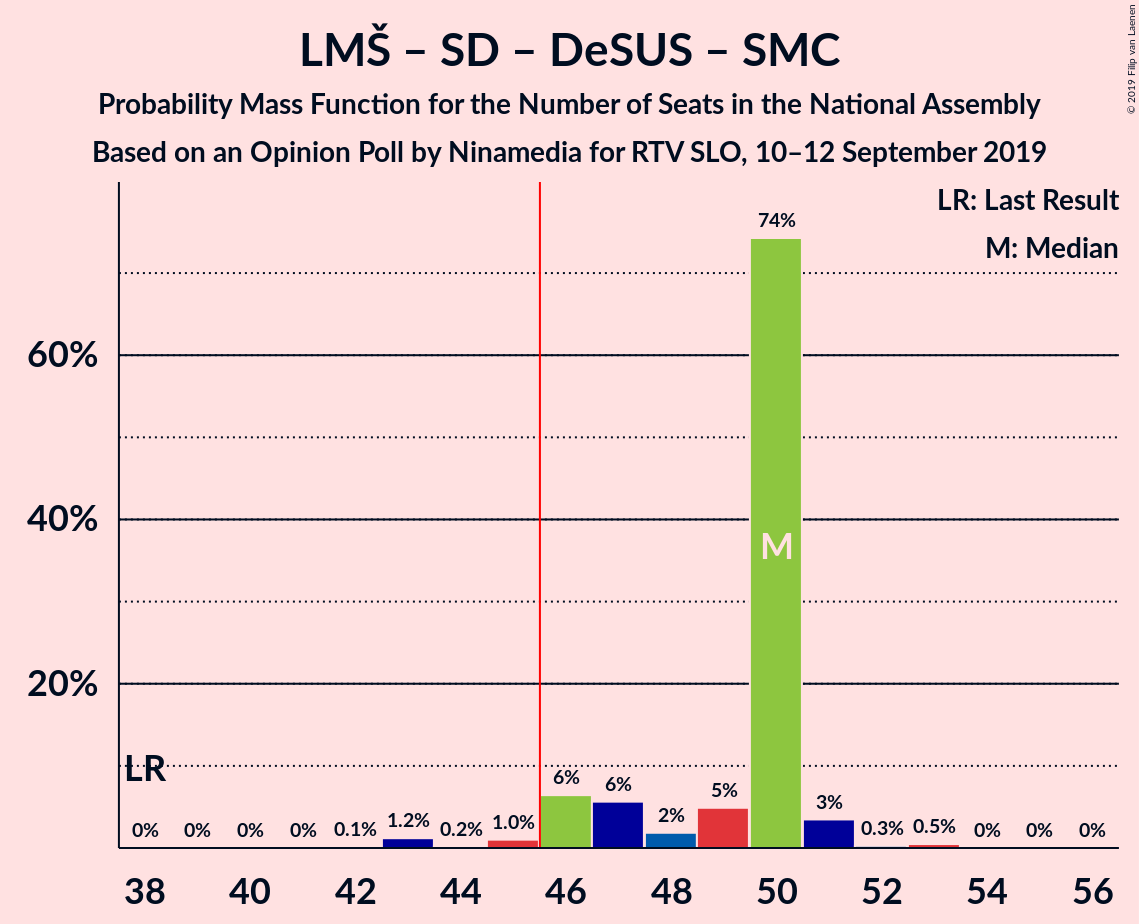 LMŠ – SD – DeSUS – SMC
Probability Mass Function for the Number of Seats in the National Assembly
Based on an Opinion Poll by Ninamedia for RTV SLO, 10–12 September 2019
© 2019 Filip van Laenen
LR: Last Result
M: Median
74%
60%
40%
M
20%
LR
0% 0% 0% 0% 0.1% 1.2% 0.2% 1.0% 6% 6% 2% 5% 3% 0.3% 0.5% 0% 0% 0%
38 40 42 44 46 48 50 52 54 56